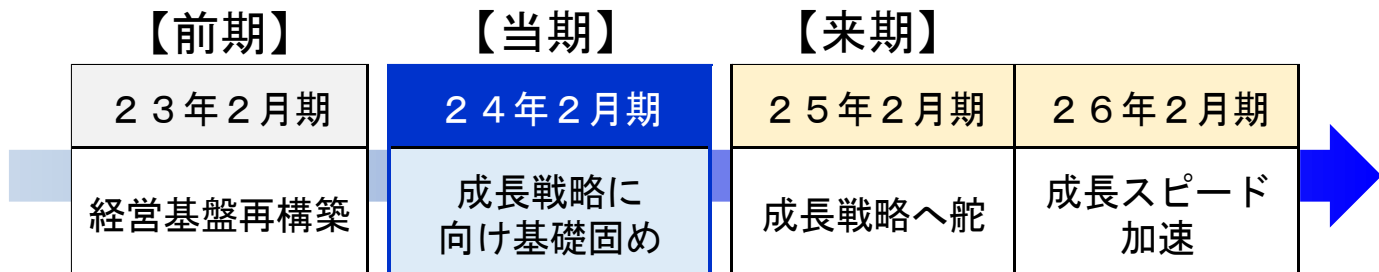 【前期】
【当期】
【来期】
２３年２月期
２４年２月期
２５年２月期
２６年２月期
経営基盤再構築
成長戦略に
向け基礎固め
成長戦略へ舵
成長スピード
加速